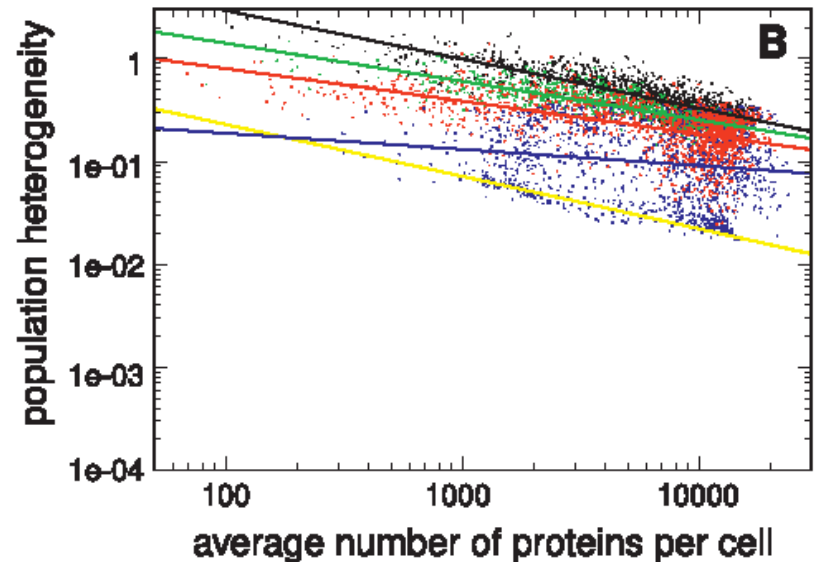 B
population heterogeneity
1
1e-01
1e-02
1e-03
1e-04
100
1000
10000
average number of proteins per cell